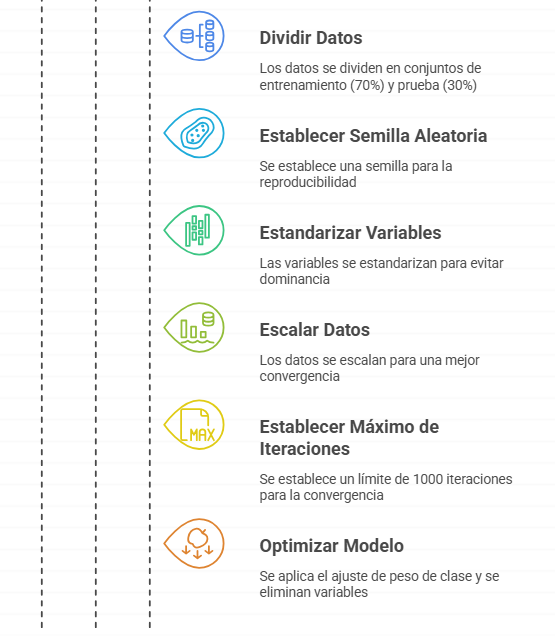 Dividir Datos
Los datos se dividen en conjuntos de
entrenamiento (70%) y prueba (30%)
Establecer Semilla Aleatoria
Se establece una semilla para la
reproducibilidad
Estandarizar Variables
Las variables se estandarizan para evitar
dominancia
Escalar Datos
Los datos se escalan para una mejor
convergencia
MAX
Establecer Máximo de
Iteraciones
Se establece un límite de 1000 iteraciones
para la convergencia
Optimizar Modelo
Se aplica el ajuste de peso de clase y se
eliminan variables